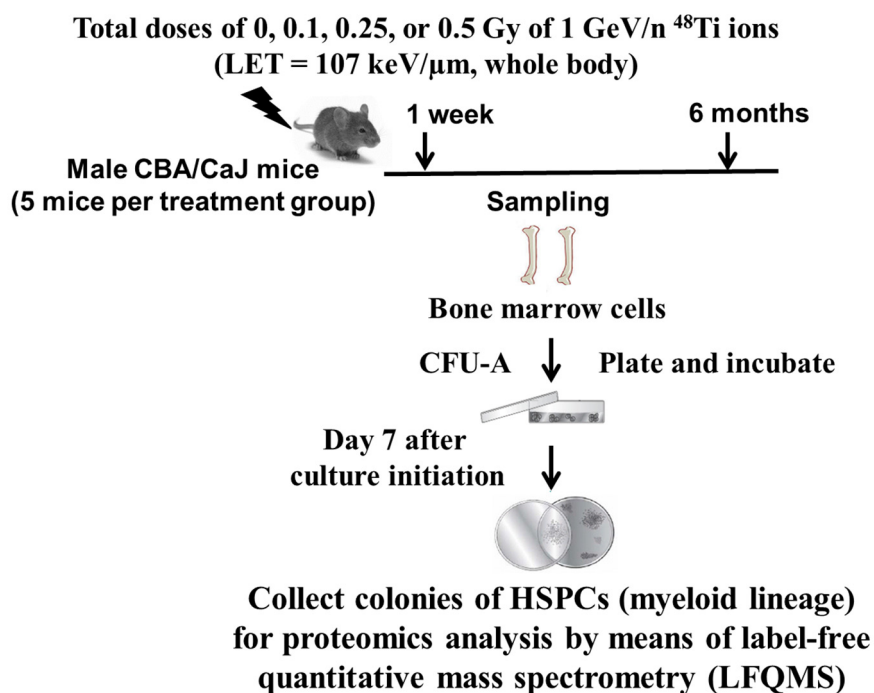 Total doses of 0, 0.1, 0.25, or 0.5 Gy of 1 GeV/n ⁴⁸Ti ions
(LET = 107 keV/µm, whole body)
1 week
6 months
Male CBA/CaJ mice
(5 mice per treatment group)
Sampling
Bone marrow cells
CFU-A
Plate and incubate
Day 7 after
culture initiation
Collect colonies of HSPCs (myeloid lineage)
for proteomics analysis by means of label-free
quantitative mass spectrometry (LFQMS)